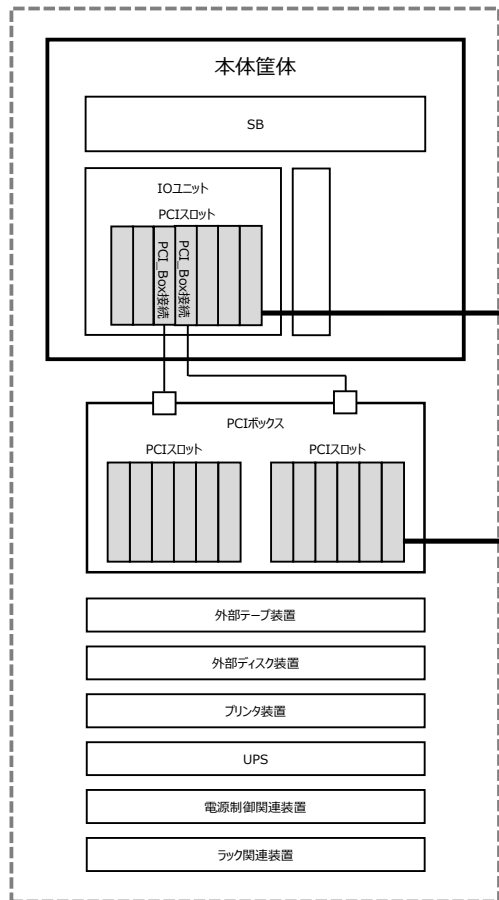 本体筐体
SB
IOユニット
PCIスロット
PCI_Box接続
PCI_Box接続
PCIボックス
PCIスロット
PCIスロット
外部テープ装置
外部ディスク装置
プリンタ装置
UPS
電源制御関連装置
ラック関連装置